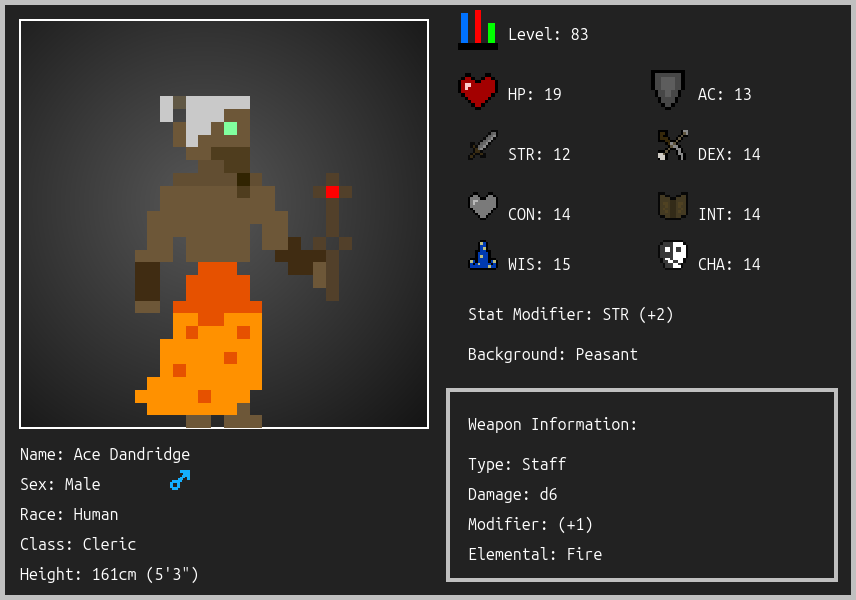 Level: 83
HP: 19
AC: 13
STR: 12
DEX: 14
CON: 14
INT: 14
WIS: 15
CHA: 14
Stat Modifier: STR (+2)
Background: Peasant
Weapon Information:
Type: Staff
Damage: d6
Modifier: (+1)
Elemental: Fire
Name: Ace Dandridge
Sex: Male
Race: Human
Class: Cleric
Height: 161cm (5'3")